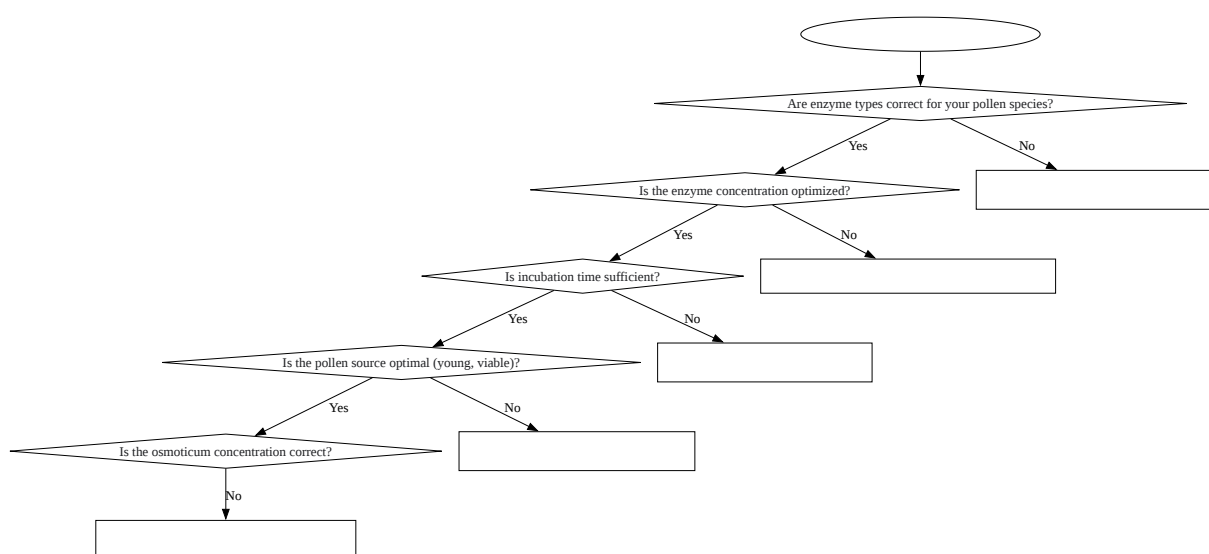 Are enzyme types correct for your pollen species?
Yes
No
Is the enzyme concentration optimized?
Yes
No
Is incubation time sufficient?
Yes
No
Is the pollen source optimal (young, viable)?
Yes
No
Is the osmoticum concentration correct?
No